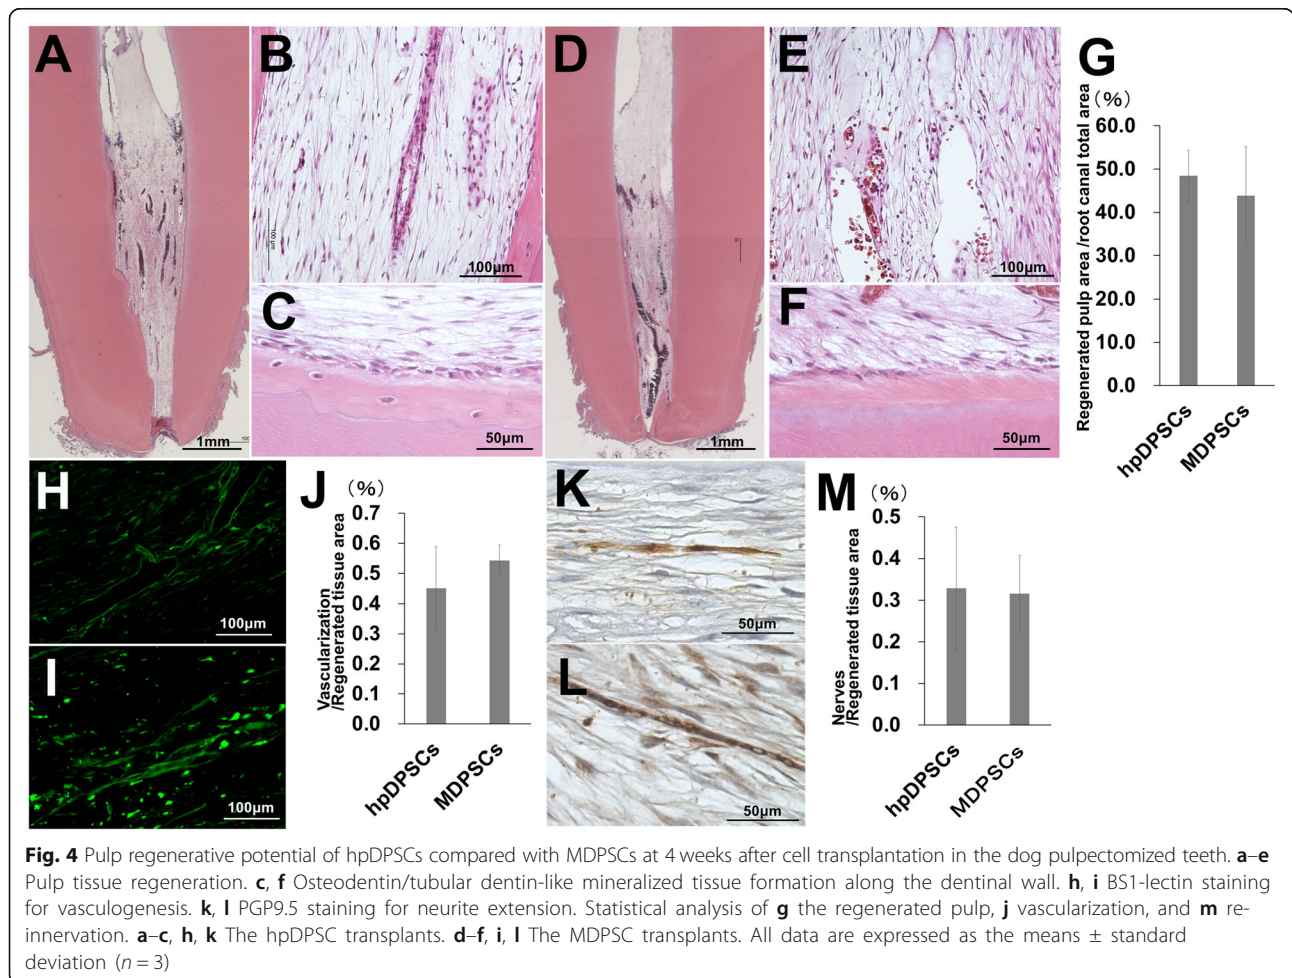 A
B
D
E
G
(%)
60.0
50.0
40.0
30.0
20.0
10.0
0.0
Regenerated pulp area /root canal total area
hpDPSCs
MDPSCs
100 μm
100μm
100μm
C
F
1mm
100
50μm
1mm
50μm
H
100μm
I
100μm
J
(%)
0.7
0.6
0.5
0.4
0.3
0.2
0.1
0.0
Vascularization
/Regenerated tissue area
hpDPSCs
MDPSCs
K
50μm
L
50μm
M
(%)
0.5
0.4
0.3
0.2
0.1
0.0
Nerves
/Regenerated tissue area
hpDPSCs
MDPSCs
Fig. 4 Pulp regenerative potential of hpDPSCs compared with MDPSCs at 4 weeks after cell transplantation in the dog pulpectomized teeth. a–e
Pulp tissue regeneration. c, f Osteodentin/tubular dentin-like mineralized tissue formation along the dentinal wall. h, i BS1-lectin staining
for vasculogenesis. k, l PGP9.5 staining for neurite extension. Statistical analysis of g the regenerated pulp, j vascularization, and m re-
innervation. a–c, h, k The hpDPSC transplants. d–f, i, l The MDPSC transplants. All data are expressed as the means ± standard
deviation (n = 3)